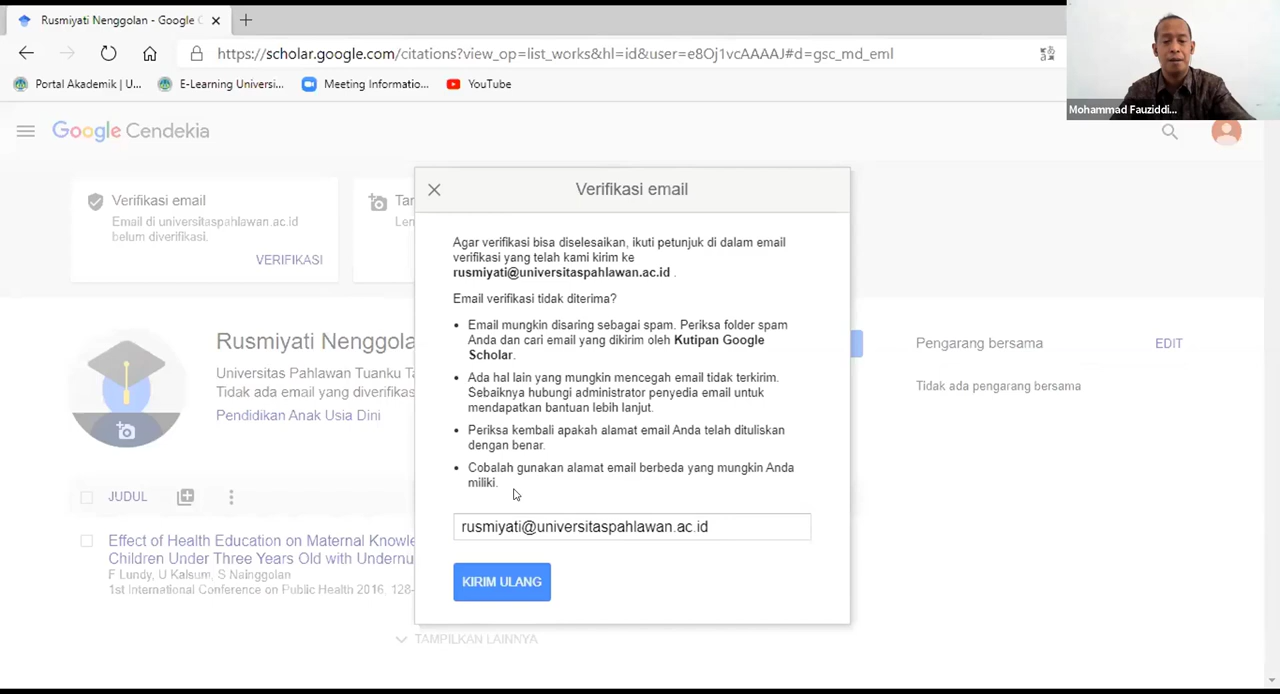 Rusmiyati Nenggolan - Google C
https://scholar.google.com/citations?view_op=list_works&hl=id&user=e8Oj1vcAAAAJ#d=gsc_md_eml
Portal Akademik | U...
E-Learning Universi...
Meeting Informatio...
YouTube
Mohammad Fauziddi...
Google Cendekia
Verifikasi email
Email di universitaspahlawan.ac.id
belum diverifikasi.
VERIFIKASI
Tar
Len
Verifikasi email
Agar verifikasi bisa diselesaikan, ikuti petunjuk di dalam email
verifikasi yang telah kami kirim ke
rusmiyati@universitaspahlawan.ac.id .
Email verifikasi tidak diterima?
• Email mungkin disaring sebagai spam. Periksa folder spam
Anda dan cari email yang dikirim oleh Kutipan Google
Scholar.
• Ada hal lain yang mungkin mencegah email tidak terkirim.
Sebaiknya hubungi administrator penyedia email untuk
mendapatkan bantuan lebih lanjut.
• Periksa kembali apakah alamat email Anda telah dituliskan
dengan benar.
• Cobalah gunakan alamat email berbeda yang mungkin Anda
miliki.
rusmiyati@universitaspahlawan.ac.id
KIRIM ULANG
Rusmiyati Nenggola
Universitas Pahlawan Tuanku Ta
Tidak ada email yang diverifikas
Pendidikan Anak Usia Dini
Pengarang bersama
EDIT
Tidak ada pengarang bersama
JUDUL
Effect of Health Education on Maternal Knowle
Children Under Three Years Old with Undernu
F Lundy, U Kalsum, S Nainggolan
1st International Conference on Public Health 2016, 128-
TAMPILKAN LAINNYA